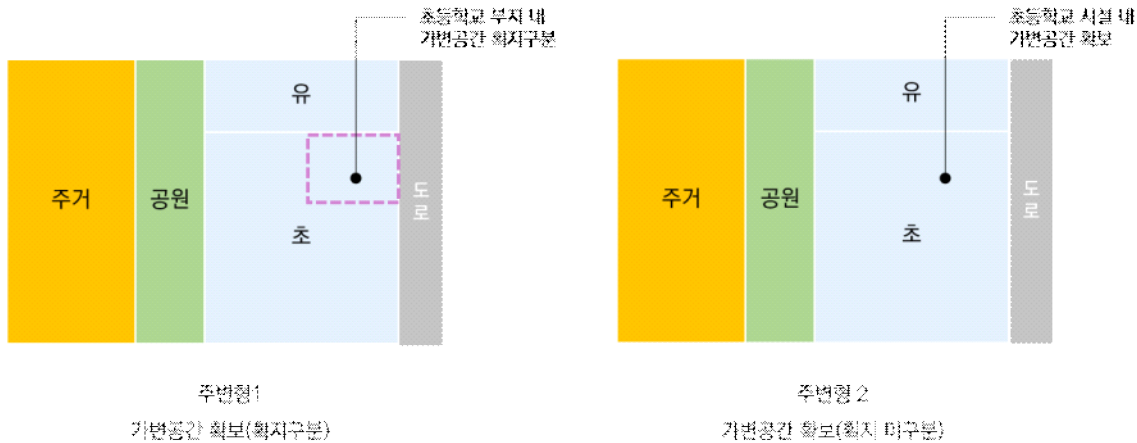 초등학교 부지 내
가변공간 획지구분
유
주거
공원
초
도로
주변형1
가변공간 확보(획지구분)
초등학교 시설 내
가변공간 확보
유
주거
공원
초
도로
주변형 2
가변공간 확보(획지 미구분)